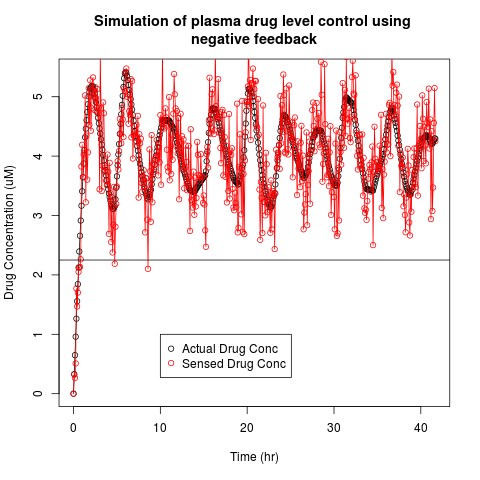 Simulation of plasma drug level control using
negative feedback
Drug Concentration (uM)
5
4
3
2
1
0
Actual Drug Conc
Sensed Drug Conc
0 10 20 30 40
Time (hr)